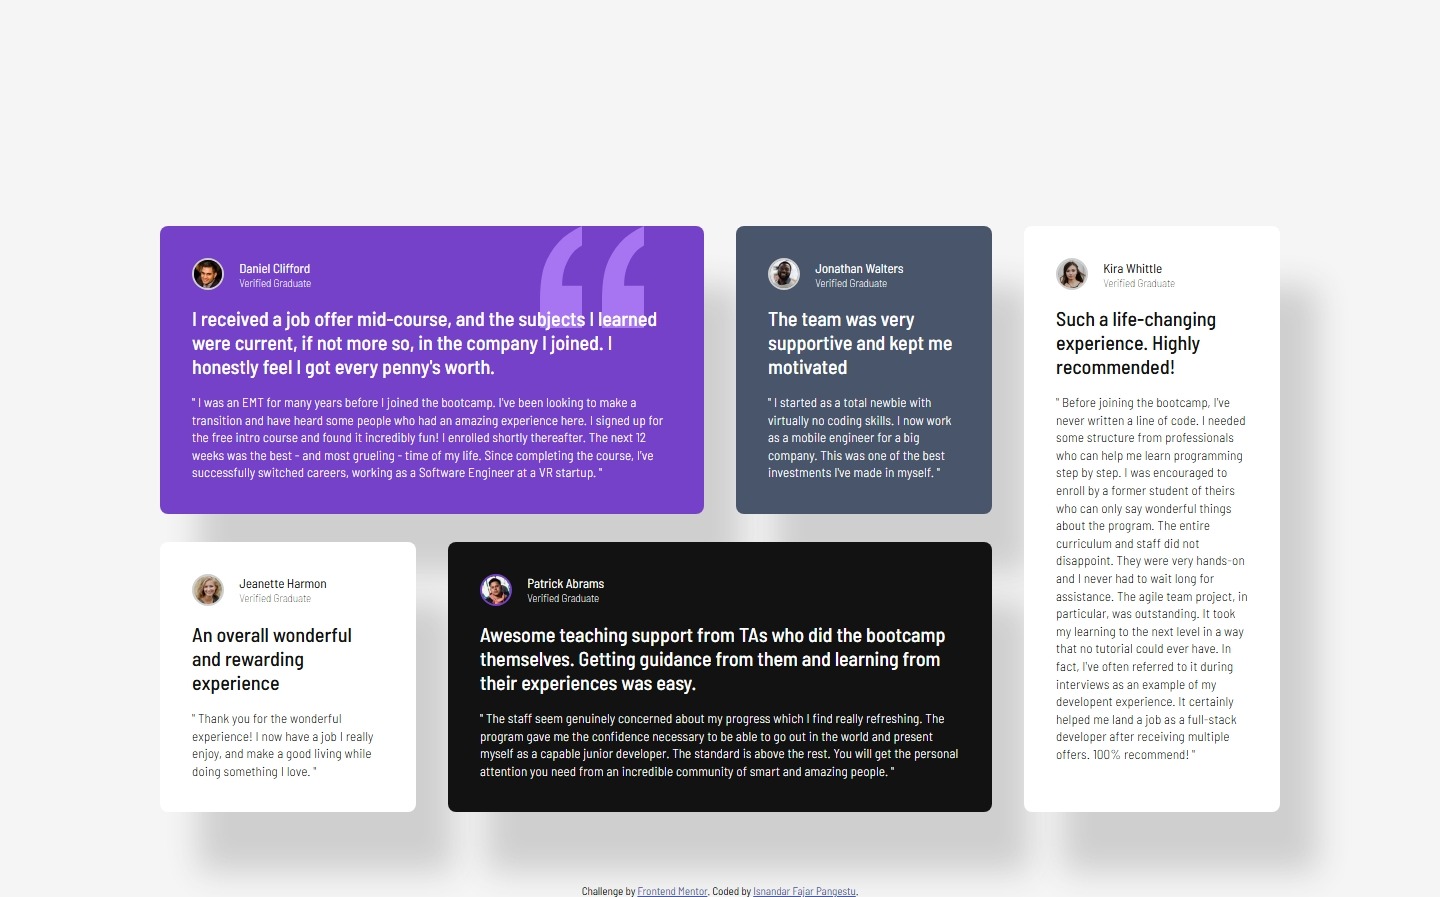 Daniel Clifford
Verified Graduate
I received a job offer mid-course, and the subjects I learned
were current, if not more so, in the company I joined. I
honestly feel I got every penny's worth.
" I was an EMT for many years before I joined the bootcamp. I've been looking to make a
transition and have heard some people who had an amazing experience here. I signed up for
the free intro course and found it incredibly fun! I enrolled shortly thereafter. The next 12
weeks was the best - and most grueling - time of my life. Since completing the course, I've
successfully switched careers, working as a Software Engineer at a VR startup. "
Jonathan Walters
Verified Graduate
The team was very
supportive and kept me
motivated
" I started as a total newbie with
virtually no coding skills. I now work
as a mobile engineer for a big
company. This was one of the best
investments I've made in myself. "
Kira Whittle
Verified Graduate
Such a life-changing
experience. Highly
recommended!
" Before joining the bootcamp, I've
never written a line of code. I needed
some structure from professionals
who can help me learn programming
step by step. I was encouraged to
enroll by a former student of theirs
who can only say wonderful things
about the program. The entire
curriculum and staff did not
disappoint. They were very hands-on
and I never had to wait long for
assistance. The agile team project, in
particular, was outstanding. It took
my learning to the next level in a way
that no tutorial could ever have. In
fact, I've often referred to it during
interviews as an example of my
developent experience. It certainly
helped me land a job as a full-stack
developer after receiving multiple
offers. 100% recommend! "
Jeanette Harmon
Verified Graduate
An overall wonderful
and rewarding
experience
" Thank you for the wonderful
experience! I now have a job I really
enjoy, and make a good living while
doing something I love. "
Patrick Abrams
Verified Graduate
Awesome teaching support from TAs who did the bootcamp
themselves. Getting guidance from them and learning from
their experiences was easy.
" The staff seem genuinely concerned about my progress which I find really refreshing. The
program gave me the confidence necessary to be able to go out in the world and present
myself as a capable junior developer. The standard is above the rest. You will get the personal
attention you need from an incredible community of smart and amazing people. "
Challenge by Frontend Mentor. Coded by Isnandar Fajar Pangestu.